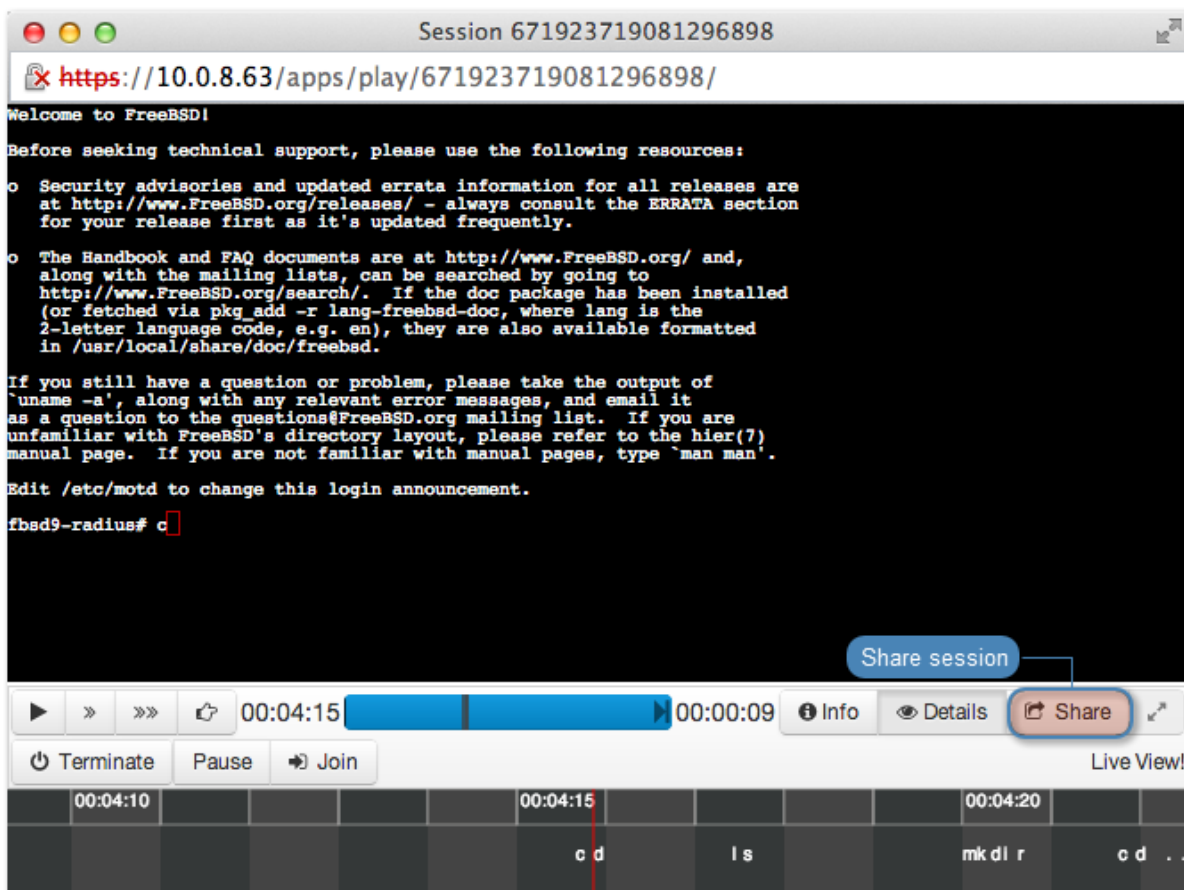 Session 671923719081296898
https://10.0.8.63/apps/play/671923719081296898/
Welcome to FreeBSD!
Before seeking technical support, please use the following resources:
o  Security advisories and updated errata information for all releases are
at http://www.FreeBSD.org/releases/ - always consult the ERRATA section
for your release first as it's updated frequently.
o  The Handbook and FAQ documents are at http://www.FreeBSD.org/ and,
along with the mailing lists, can be searched by going to
http://www.FreeBSD.org/search/.  If the doc package has been installed
(or fetched via pkg_add -r lang-freebsd-doc, where lang is the
2-letter language code, e.g. en), they are also available formatted
in /usr/local/share/doc/freebsd.
If you still have a question or problem, please take the output of
`uname -a', along with any relevant error messages, and email it
as a question to the questions@FreeBSD.org mailing list.  If you are
unfamiliar with FreeBSD's directory layout, please refer to the hier(7)
manual page.  If you are not familiar with manual pages, type `man man'.
Edit /etc/motd to change this login announcement.
fbsd9-radius# c
Share session
00:04:15 00:00:09 Info Details Share
Terminate Pause Join Live View!
00:04:10 00:04:15 00:04:20
c d l s mk di r c d . .